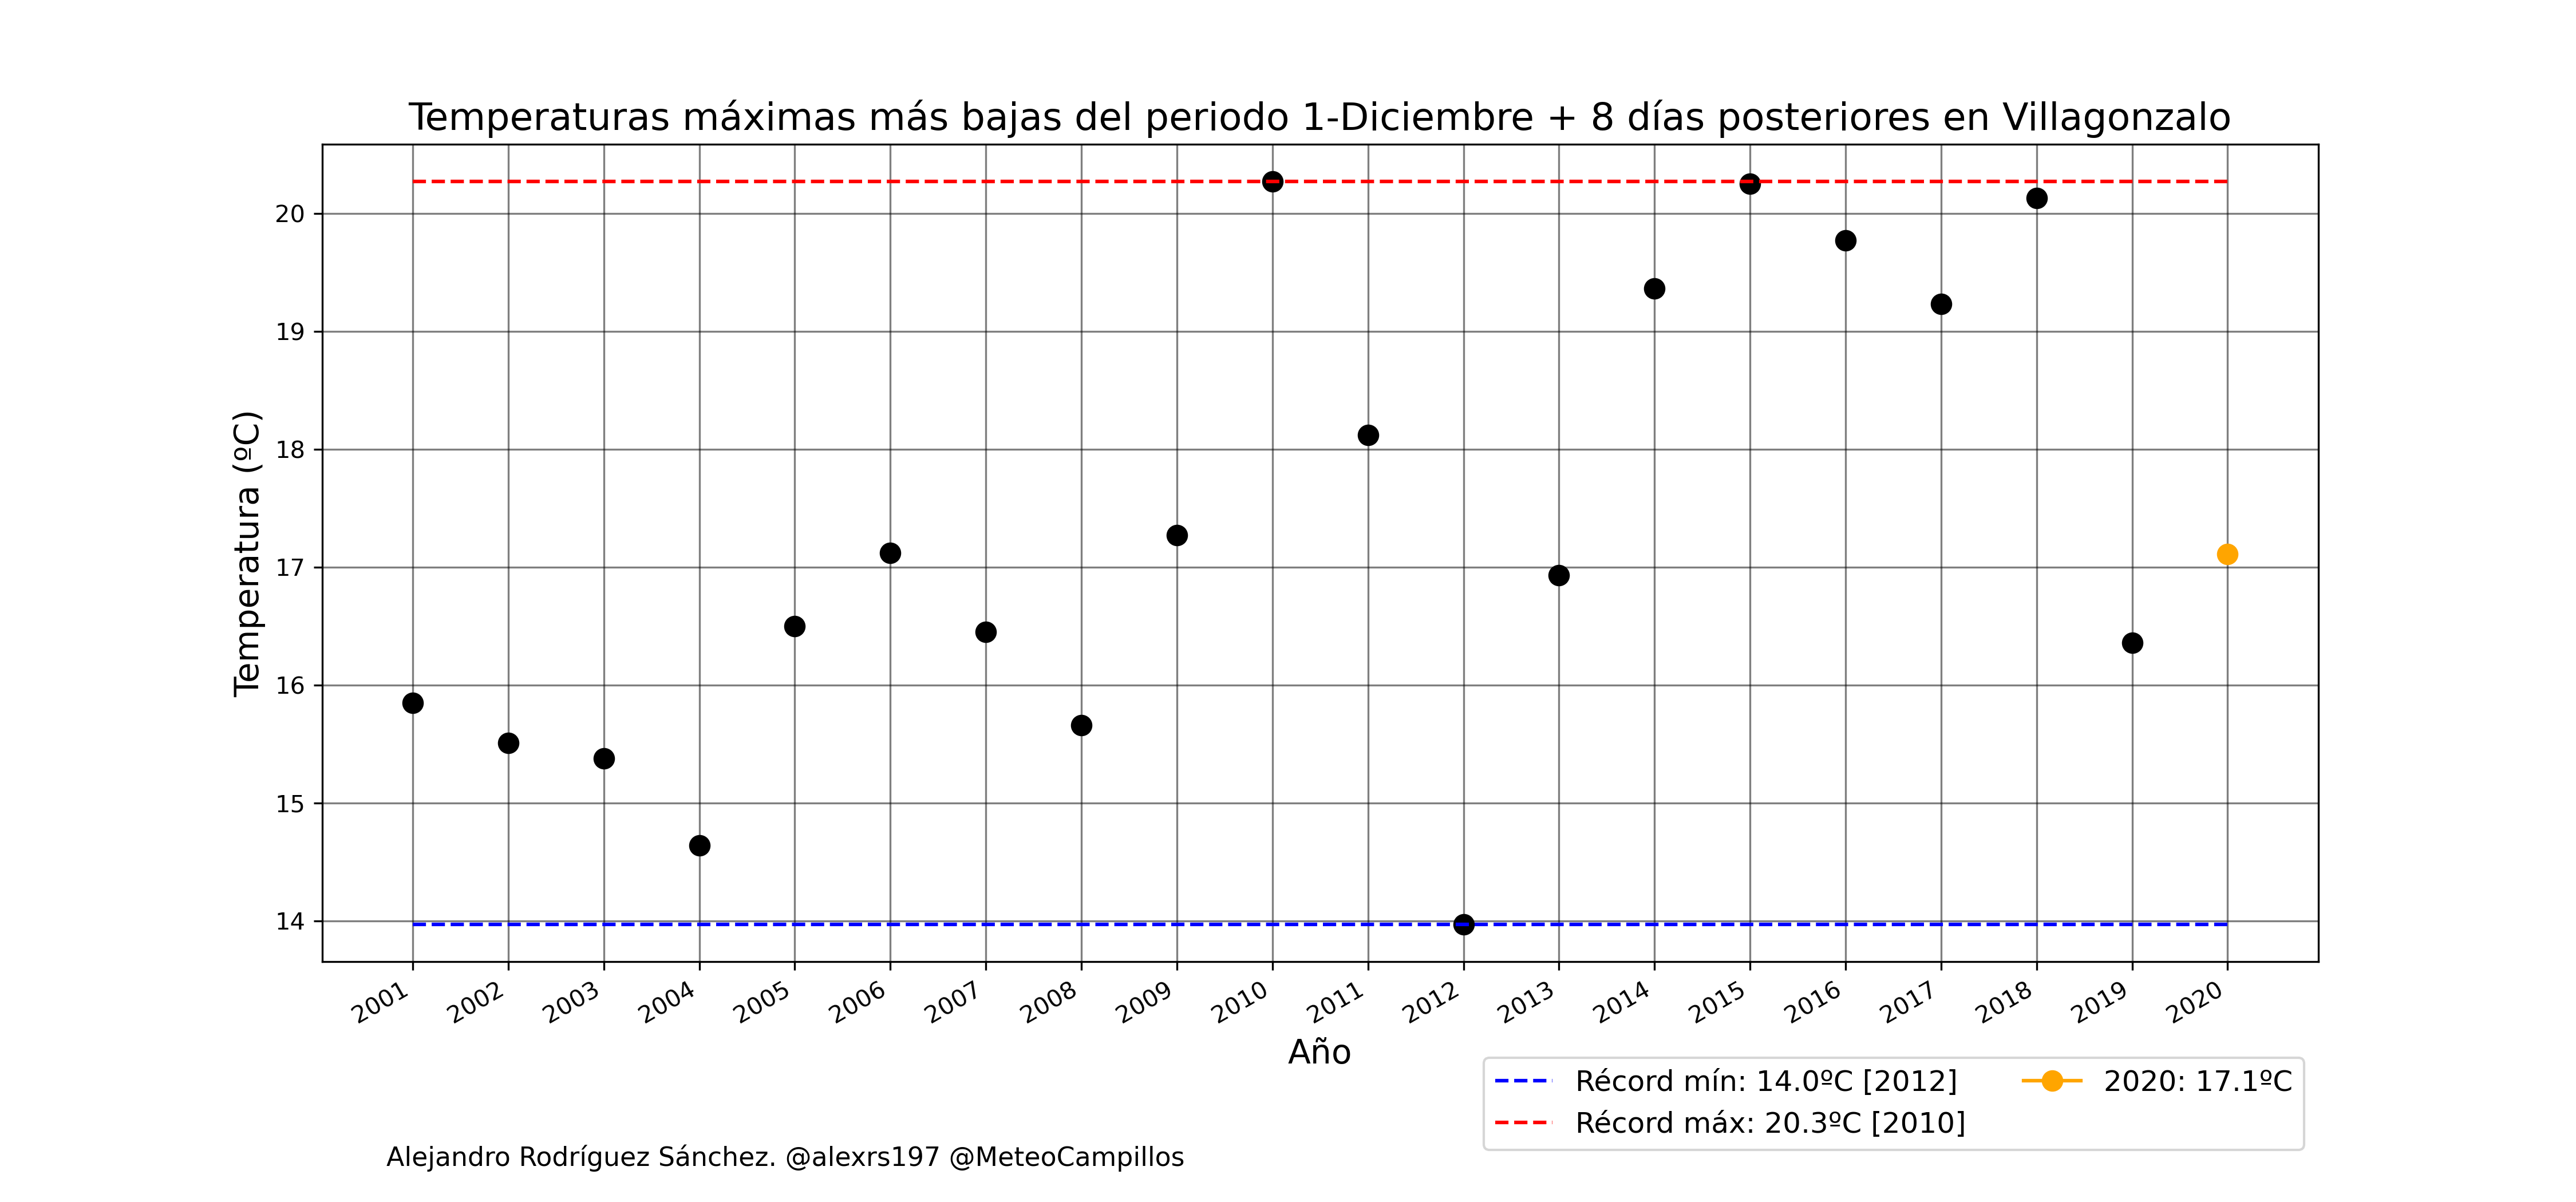 Temperaturas máximas más bajas del periodo 1-Diciembre + 8 días posteriores en Villagonzalo
Temperatura (ºC)
20
19
18
17
16
15
14
2001 2002 2003 2004 2005 2006 2007 2008 2009 2010 2011 2012 2013 2014 2015 2016 2017 2018 2019 2020
Año
Récord mín: 14.0ºC [2012]
Récord máx: 20.3ºC [2010]
2020: 17.1ºC
Alejandro Rodríguez Sánchez. @alexrs197 @MeteoCampillos